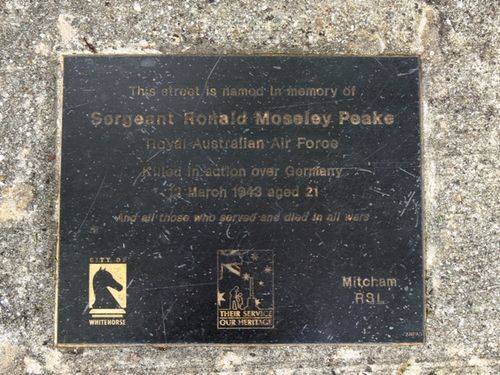 This street is named in memory of
Sergeant Ronald Moseley Peake
Royal Australian Air Force
Killed in action over Germany
March 1943 aged 21
And all those who served and died in all wars
CITY OF
WHITEHORSE
THEIR SERVICE
OUR HERITAGE
Mitcham
RSL